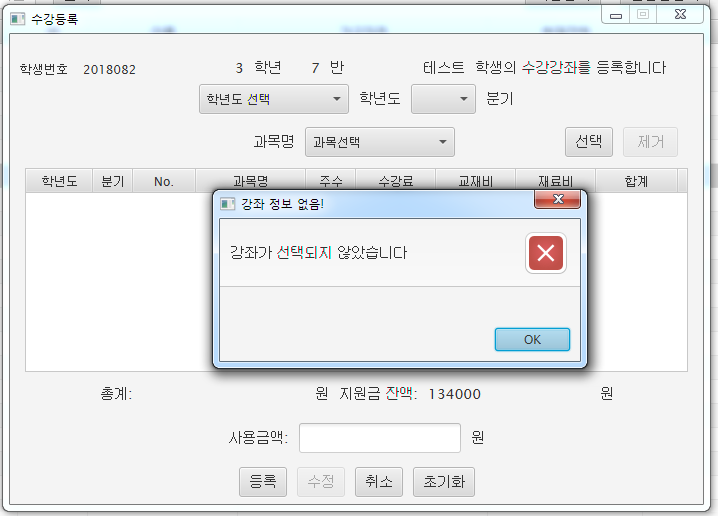 수강등록
학생번호 2018082 3 학년 7 반 테스트 학생의 수강강좌를 등록합니다
학년도 선택 학년도 분기
과목명 과목선택 선택 제거
학년도 분기 No. 과목명 주수 수강료 교재비 재료비 합계
강좌 정보 없음!
강좌가 선택되지 않았습니다
OK
총계: 원 지원금 잔액: 134000 원
사용금액: 원
등록 수정 취소 초기화